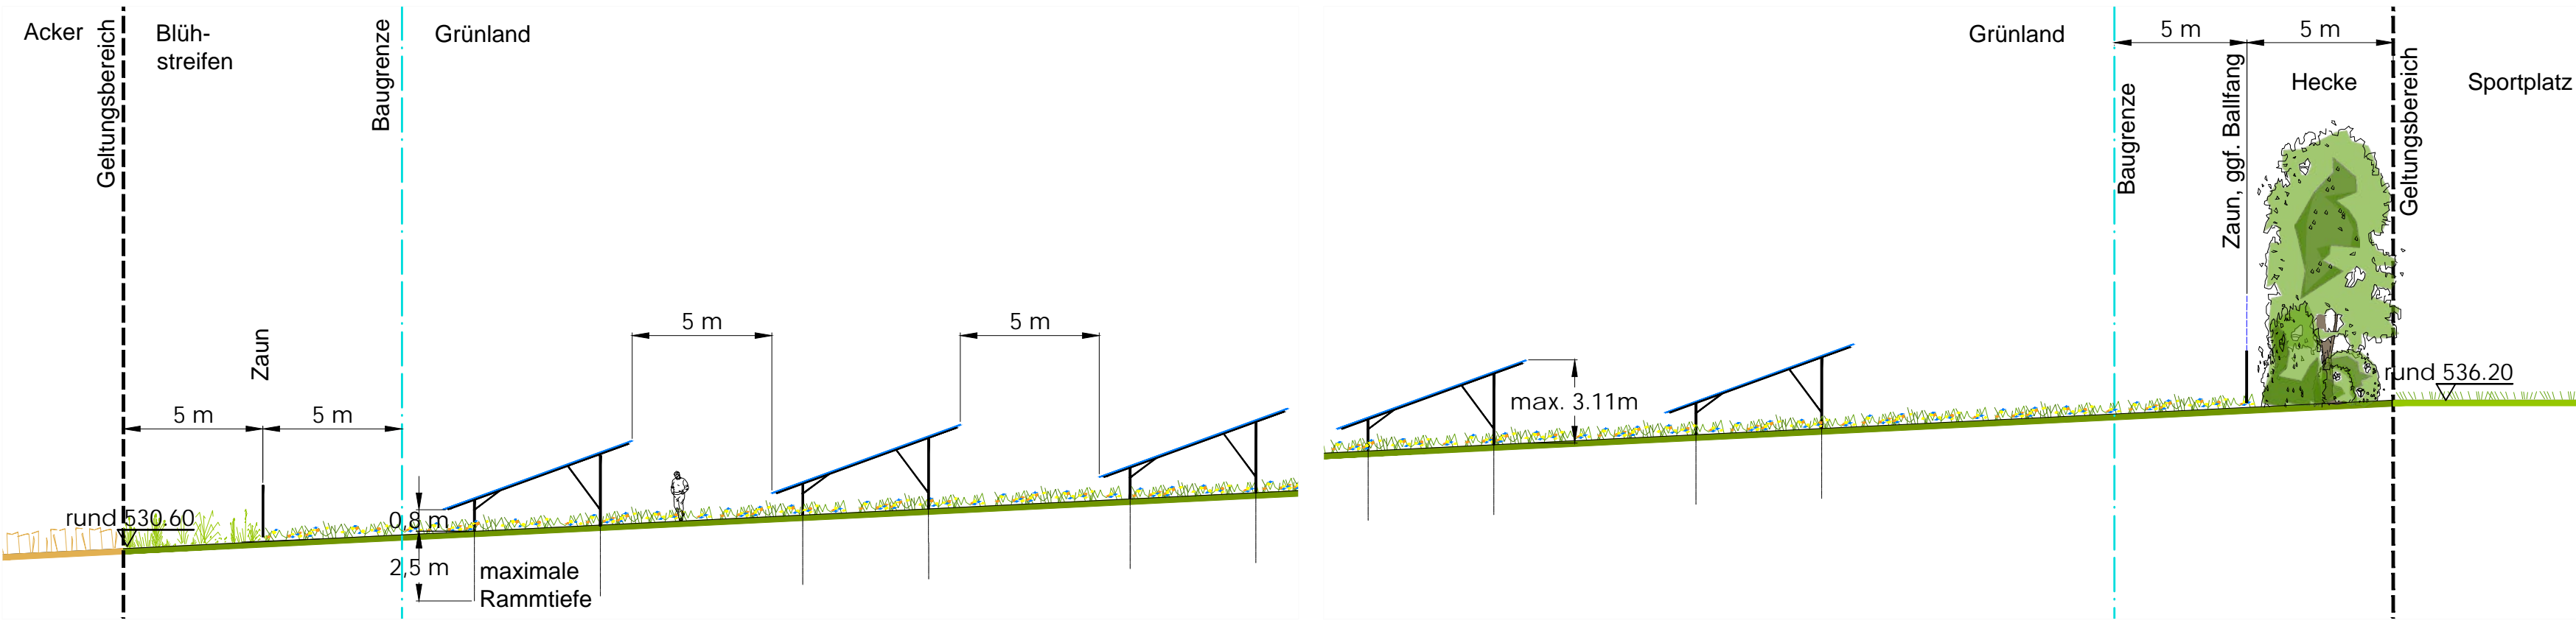 Acker
Geltungsbereich
Blüh-
streifen
Baugrenze
Grünland
Zaun
5 m
5 m
rund 530.60
0,8 m
2,5 m
maximale
Rammtiefe
5 m
5 m
max. 3.11m
Grünland
Baugrenze
5 m
5 m
Zaun, ggf. Ballfang
Hecke
Geltungsbereich
Sportplatz
rund 536.20